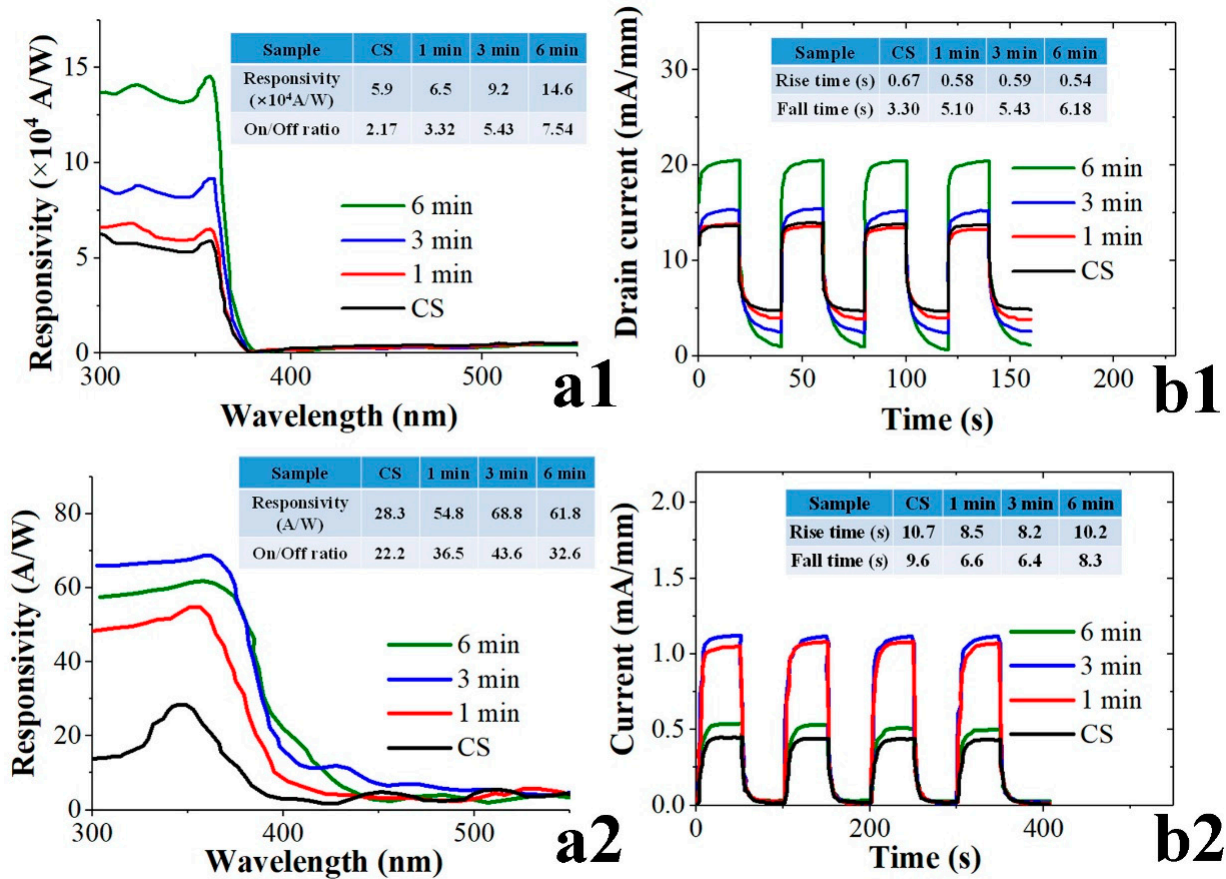 Responsivity (×10⁴ A/W)
15
10
5
0
300
400
500
Wavelength (nm)
Sample CS 1 min 3 min 6 min
Responsivity
(×10⁴A/W) 5.9 6.5 9.2 14.6
On/Off ratio 2.17 3.32 5.43 7.54
6 min
3 min
1 min
CS
a1
Drain current (mA/mm)
30
20
10
0
0
50
100
150
200
Time (s)
Sample CS 1 min 3 min 6 min
Rise time (s) 0.67 0.58 0.59 0.54
Fall time (s) 3.30 5.10 5.43 6.18
6 min
3 min
1 min
CS
b1
Responsivity (A/W)
80
60
40
20
0
300
400
500
Wavelength (nm)
Sample CS 1 min 3 min 6 min
Responsivity
(A/W) 28.3 54.8 68.8 61.8
On/Off ratio 22.2 36.5 43.6 32.6
6 min
3 min
1 min
CS
a2
Current (mA/mm)
2.0
1.5
1.0
0.5
0.0
0
200
400
Time (s)
Sample CS 1 min 3 min 6 min
Rise time (s) 10.7 8.5 8.2 10.2
Fall time (s) 9.6 6.6 6.4 8.3
6 min
3 min
1 min
CS
b2